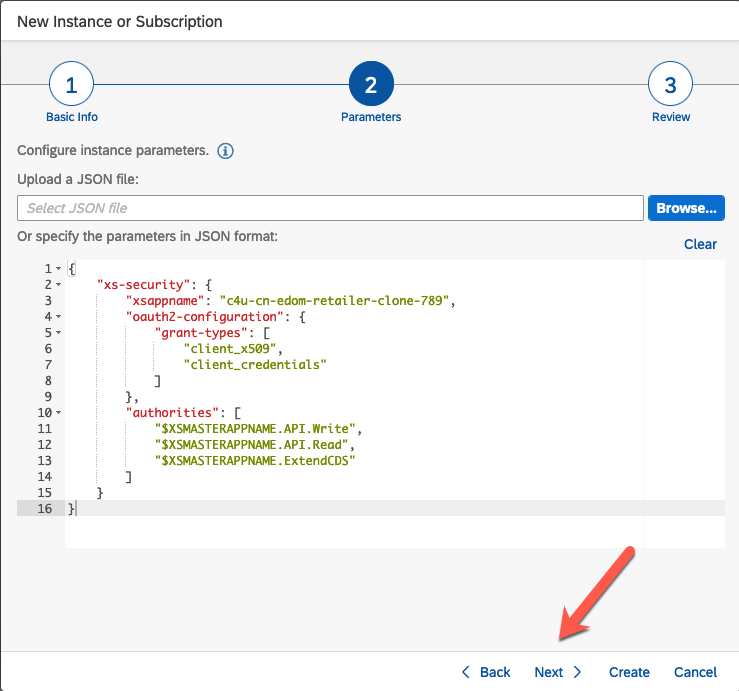 New Instance or Subscription
1
2
3
Basic Info
Parameters
Review
Configure instance parameters.
Upload a JSON file:
Select JSON file
Browse...
Or specify the parameters in JSON format:
Clear
1 {
2 "xs-security": {
3 "xsappname": "c4u-cn-edom-retailer-clone-789",
4 "oauth2-configuration": {
5 "grant-types": [
6 "client_x509",
7 "client_credentials"
8 ]
9 },
10 "authorities": [
11 "$XSMASTERAPPNAME.API.Write",
12 "$XSMASTERAPPNAME.API.Read",
13 "$XSMASTERAPPNAME.ExtendCDS"
14 ]
15 }
16 }
Back Next Create Cancel